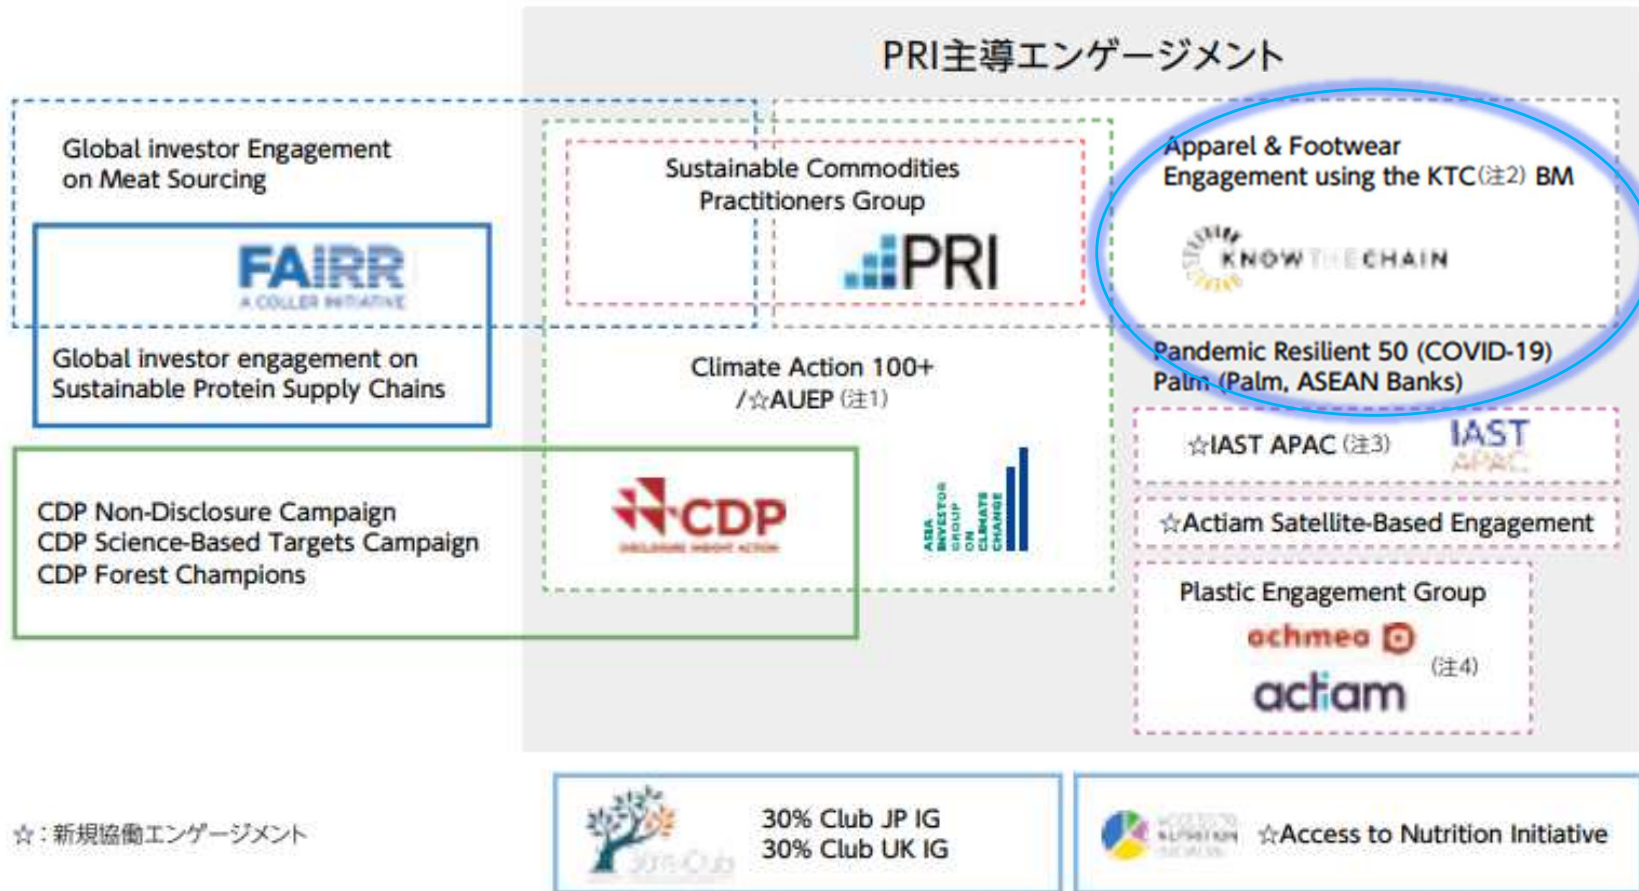 PRI主導エンゲージメント
Global investor Engagement
on Meat Sourcing
FAIRR
A COLLER INITIATIVE
Global investor engagement on
Sustainable Protein Supply Chains
Sustainable Commodities
Practitioners Group
PRI
Apparel & Footwear
Engagement using the KTC(注2) BM
KNOWTHECHAIN
Climate Action 100+
/☆AUEP (注1)
Pandemic Resilient 50 (COVID-19)
Palm (Palm, ASEAN Banks)
☆IAST APAC (注3)
IAST
APAC
CDP Non-Disclosure Campaign
CDP Science-Based Targets Campaign
CDP Forest Champions
CDP
DISCLOSURE INSIGHT ACTION
ASIA
INVESTOR
GROUP
ON
CLIMATE
CHANGE
☆Actiam Satellite-Based Engagement
Plastic Engagement Group
achmea
(注4)
actiam
☆：新規協働エンゲージメント
30% Club
30% Club JP IG
30% Club UK IG
ACCESS TO
NUTRITION
☆Access to Nutrition Initiative